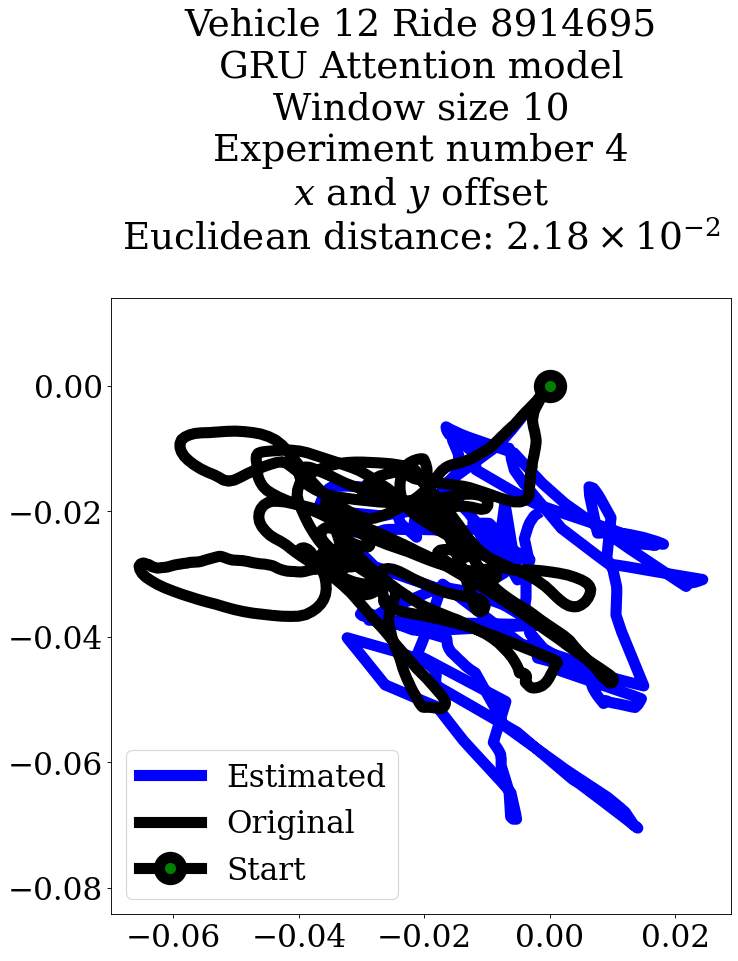 Vehicle 12 Ride 8914695
GRU Attention model
Window size 10
Experiment number 4
x and y offset
Euclidean distance: 2.18 × 10⁻²
0.00
−0.02
−0.04
−0.06
−0.08
Estimated
Original
Start
−0.06 −0.04 −0.02 0.00 0.02